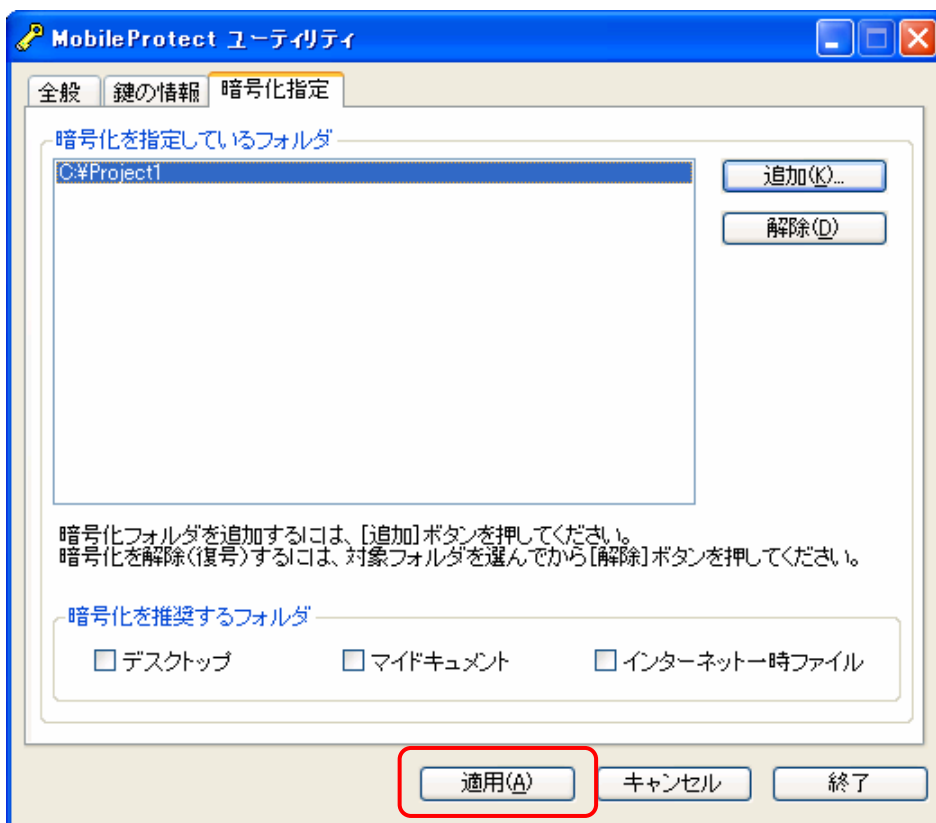 MobileProtect ユーティリティ
全般 鍵の情報 暗号化指定
暗号化を指定しているフォルダ
C:¥Project1
追加(K)...
解除(D)
暗号化フォルダを追加するには、[追加]ボタンを押してください。
暗号化を解除(復号)するには、対象フォルダを選んでから[解除]ボタンを押してください。
暗号化を推奨するフォルダ
デスクトップ マイドキュメント インターネット一時ファイル
適用(A) キャンセル 終了